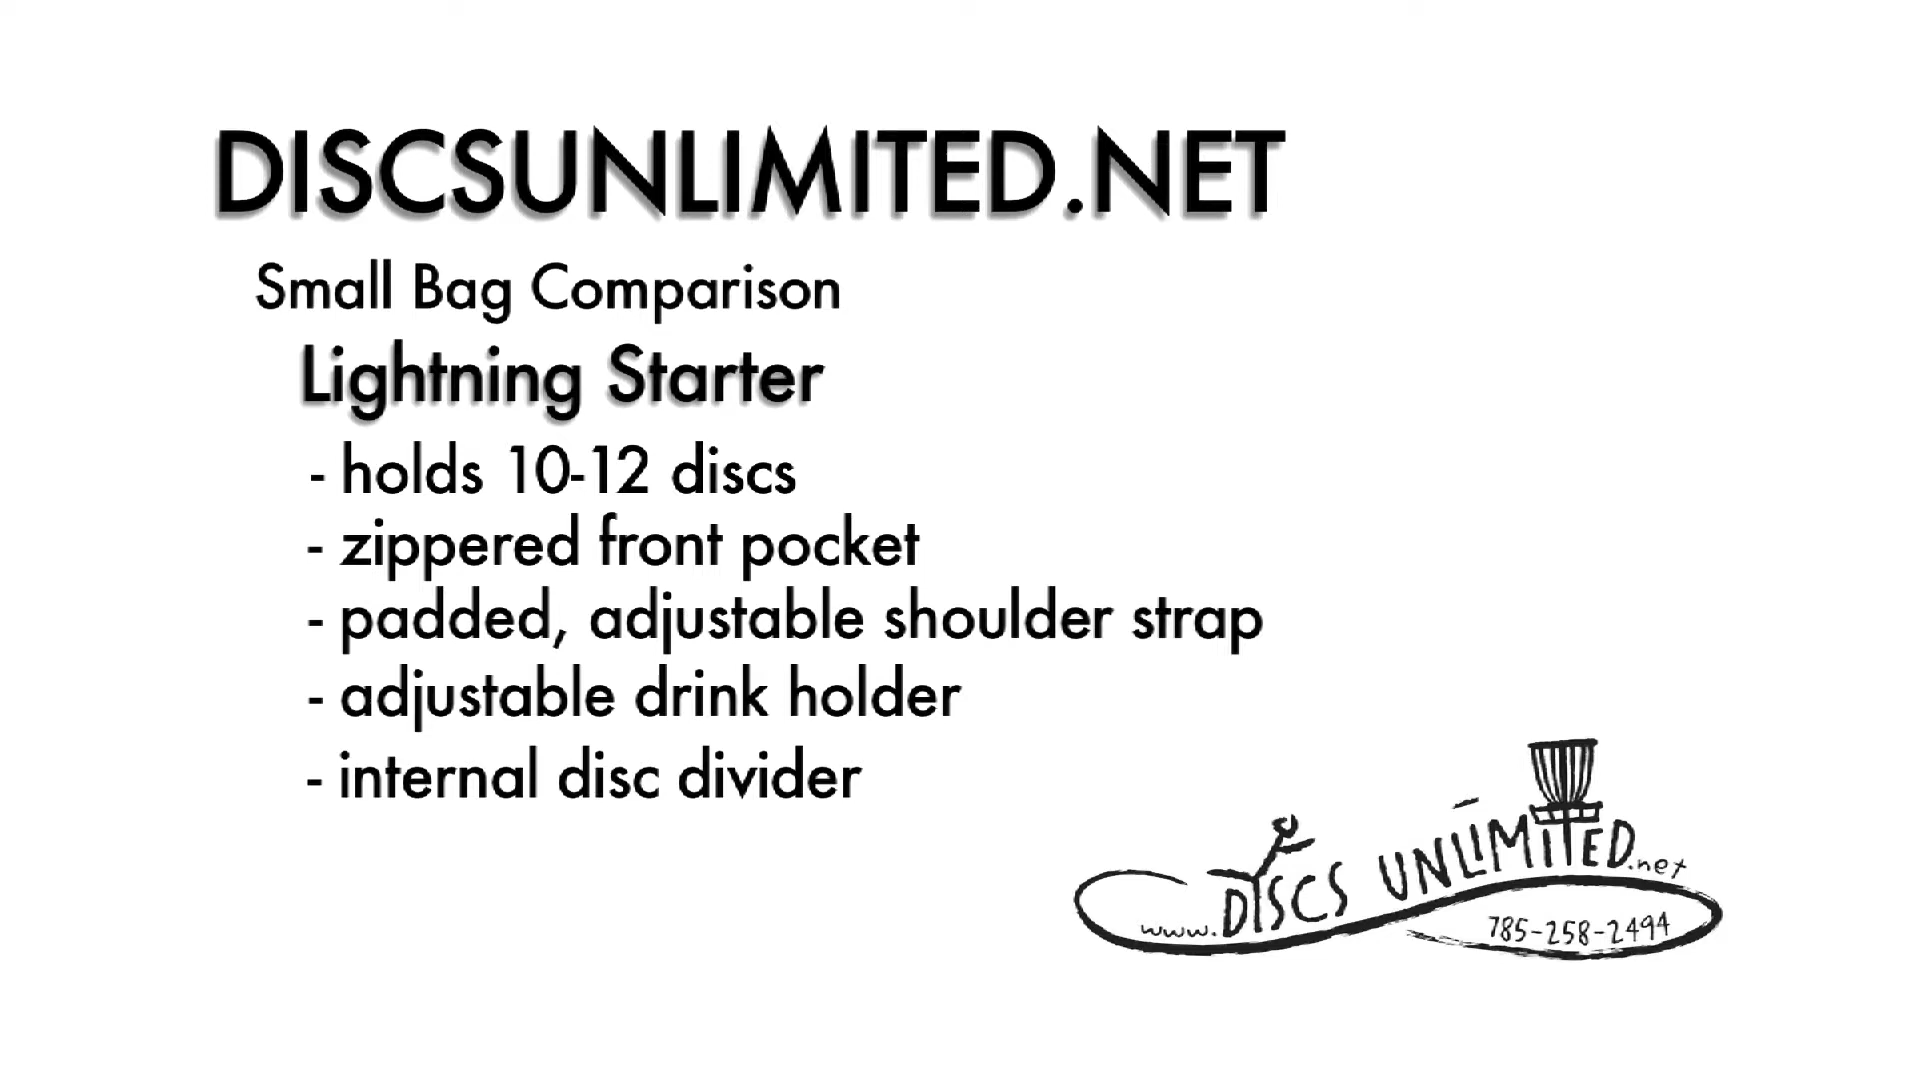 DISCSUNLIMITED.NET
Small Bag Comparison
Lightning Starter
- holds 10-12 discs
- zippered front pocket
- padded, adjustable shoulder strap
- adjustable drink holder
- internal disc divider
www.DISCS UNLIMITED.net
785-258-2494